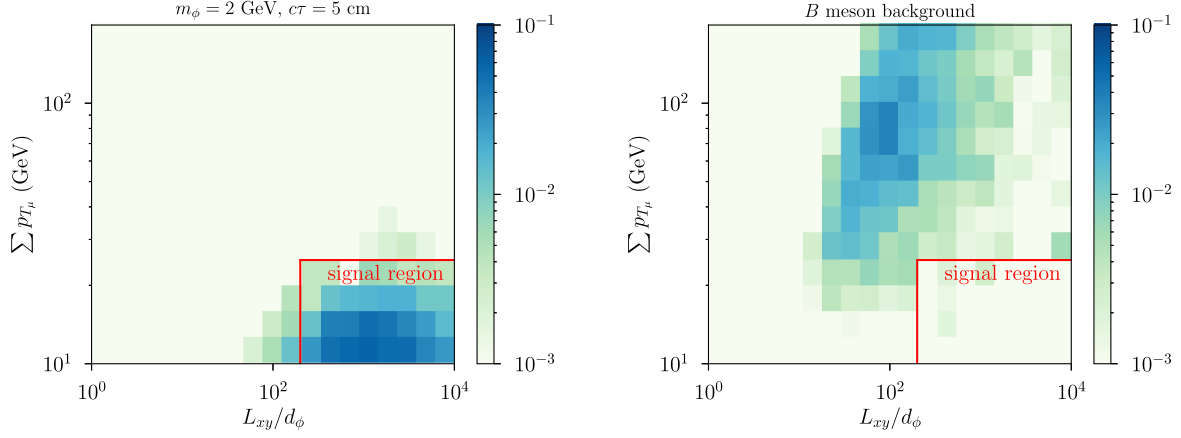 m_ϕ = 2 GeV, cτ = 5 cm
10^2
10^1
∑ p_{T_μ} (GeV)
signal region
10^0
10^2
10^4
L_{xy}/d_ϕ
10^{-1}
10^{-2}
10^{-3}
B meson background
10^2
10^1
∑ p_{T_μ} (GeV)
signal region
10^0
10^2
10^4
L_{xy}/d_ϕ
10^{-1}
10^{-2}
10^{-3}